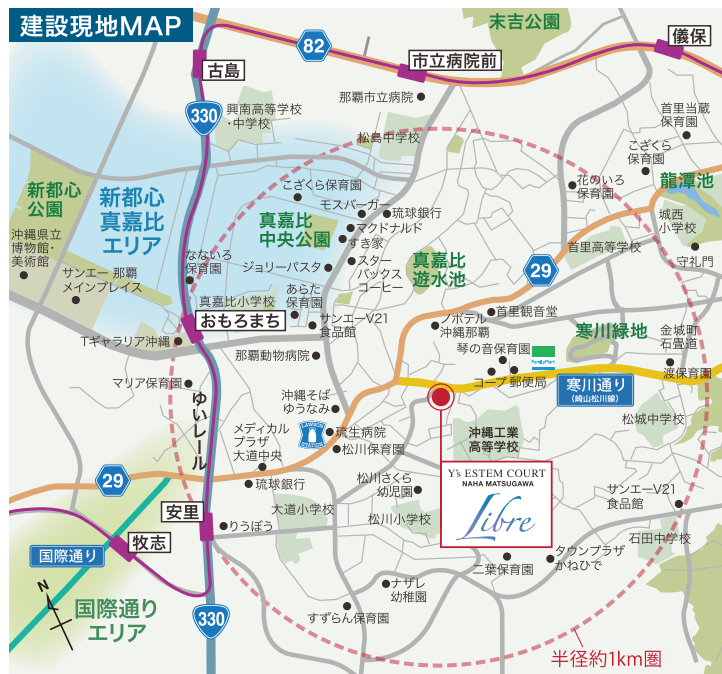 建設現地MAP
末吉公園
儀保
82
市立病院前
古島
那覇市立病院
330
興南高等学校
・中学校
松島中学校
首里当蔵
保育園
こざくら
保育園
花のいろ
保育園
龍潭池
新都心
公園
新都心
真嘉比
エリア
こざくら保育園
モスバーガー
琉球銀行
マクドナルド
すき家
真嘉比
中央公園
城西
小学校
沖縄県立
博物館・
美術館
なないろ
保育園
ジョリーパスタ
スター
バックス
コーヒー
真嘉比
遊水池
首里高等学校
守礼門
29
サンエー 那覇
メインプレイス
真嘉比小学校
あらた
保育園
おもろまち
サンエーV21
食品館
ノボテル
沖縄那覇
首里観音堂
寒川緑地
金城町
石畳道
Tギャラリア沖縄
那覇動物病院
琴の音保育園
FamilyMart
コープ
郵便局
寒川通り
(崎山松川線)
渡保育園
マリア保育園
ゆいレール
沖縄そば
ゆうなみ
LAWSON
STATION
琉生病院
松川保育園
メディカル
プラザ
大道中央
沖縄工業
高等学校
松城中学校
29
琉球銀行
松川さくら
幼児園
Y's ESTEM COURT
NAHA MATSUGAWA
Libre
サンエーV21
食品館
安里
りうぼう
大道小学校
松川小学校
石田中学校
牧志
国際通り
二葉保育園
タウンプラザ
かねひで
N
国際通り
エリア
330
ナザレ
幼稚園
すずらん保育園
半径約1km圏